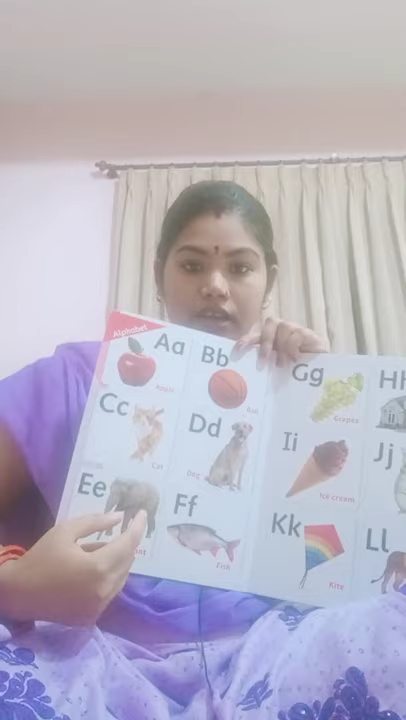 Alphabet
Aa
Apple
Bb
Ball
Cc
Cat
Dd
Dog
Ee
Ff
Fish
Gg
Grapes
Hh
Ii
Ice cream
Jj
Kk
Kite
Ll